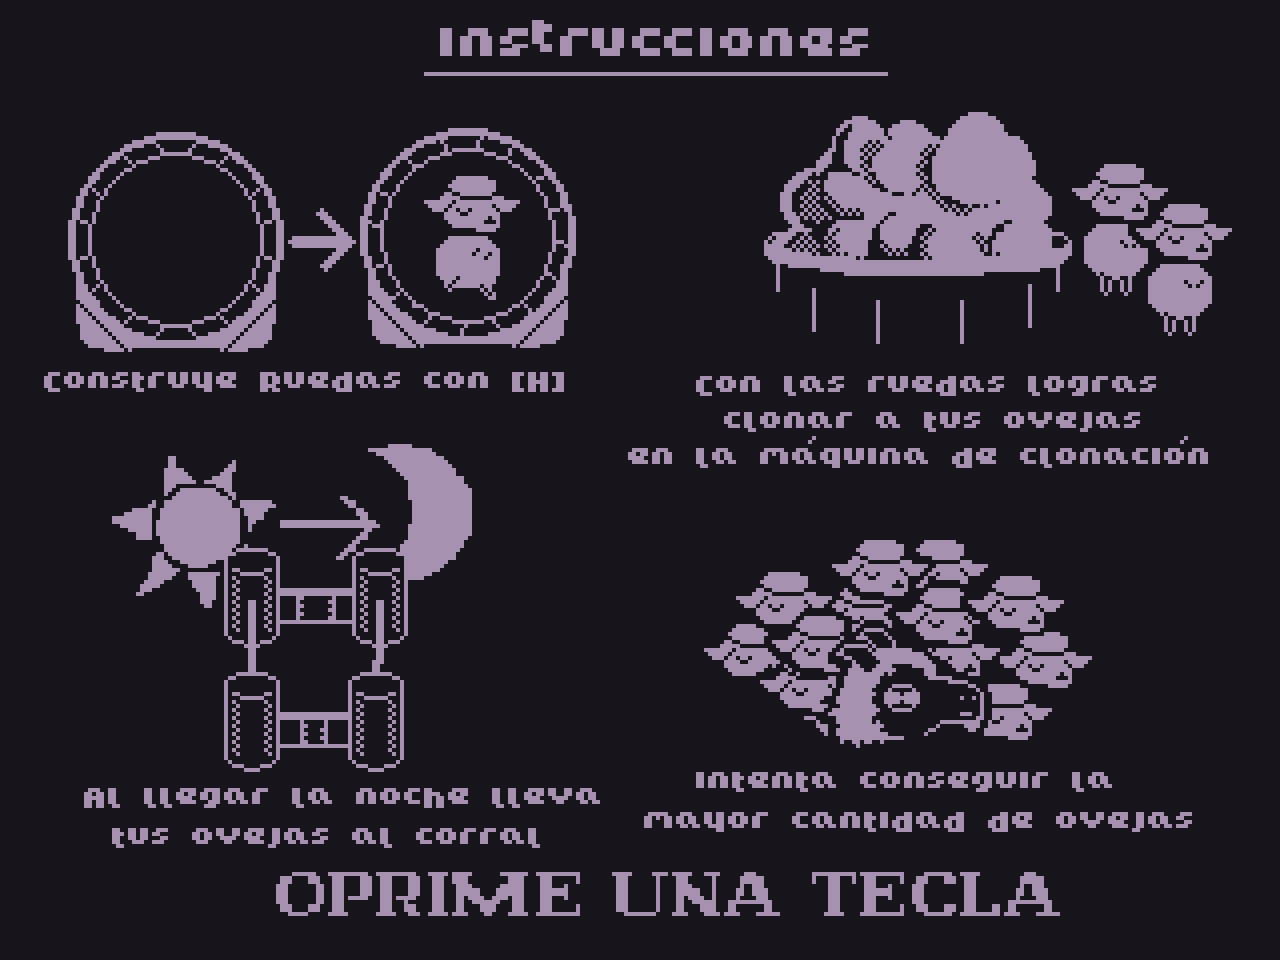 Instrucciones
Construye Ruedas con [H]
Con las ruedas logras
clonar a tus ovejas
en la máquina de clonación
Al llegar la noche lleva
tus ovejas al corral
Intenta conseguir la
mayor cantidad de ovejas
OPRIME UNA TECLA